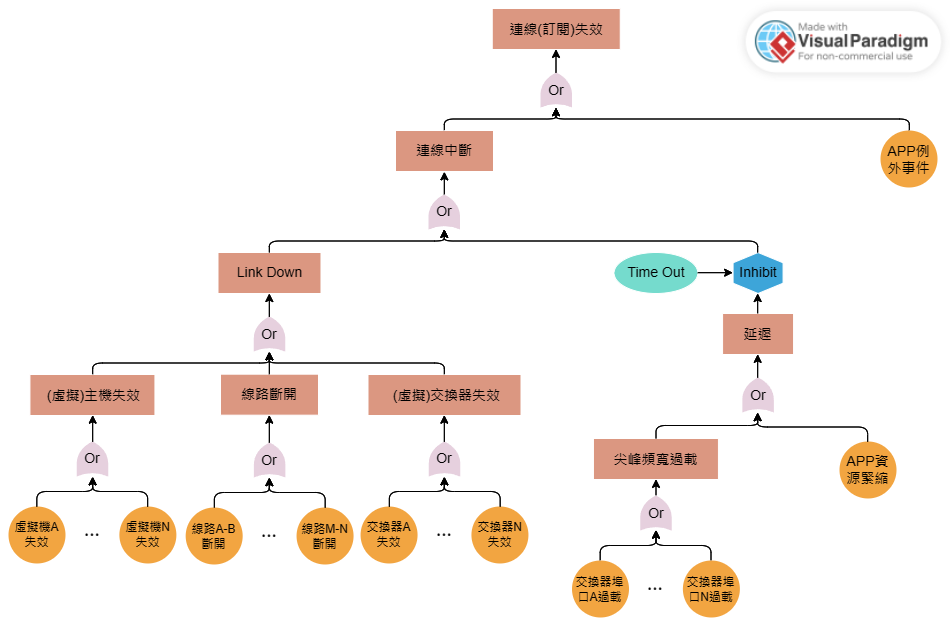 連線(訂閱)失效
Made with
Visual Paradigm
For non-commercial use
Or
連線中斷
APP例
外事件
Or
Link Down
Time Out
Inhibit
Or
延遲
(虛擬)主機失效
線路斷開
(虛擬)交換器失效
Or
Or
Or
Or
尖峰頻寬過載
APP資
源緊縮
虛擬機A
失效
...
虛擬機N
失效
線路A-B
斷開
...
線路M-N
斷開
交換器A
失效
...
交換器N
失效
Or
交換器埠
口A過載
...
交換器埠
口N過載